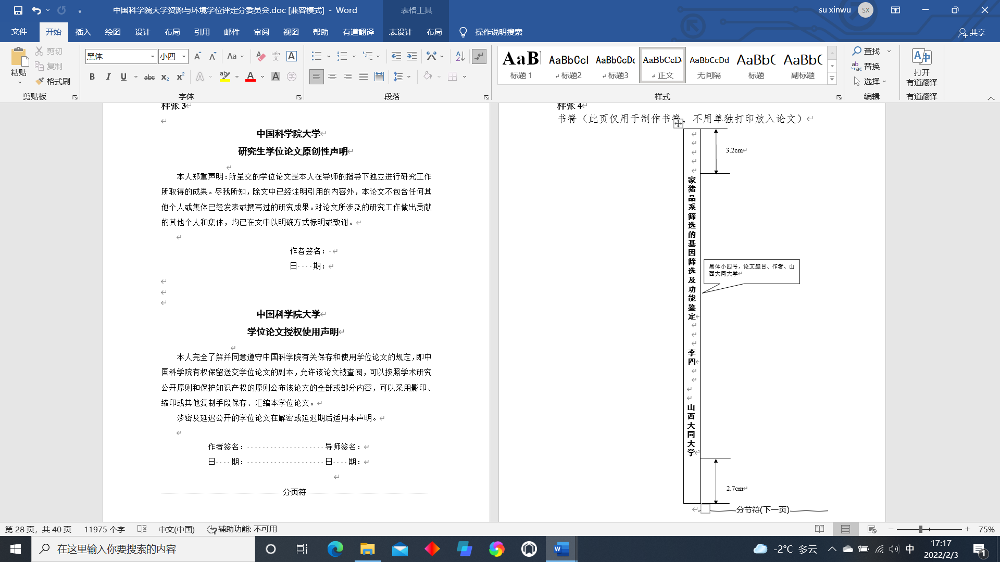 中国科学院大学资源与环境学位评定分委员会.doc [兼容模式] - Word
表格工具
su xinwu
SX
文件
开始
插入
绘图
设计
布局
引用
邮件
审阅
视图
帮助
有道翻译
表设计
布局
操作说明搜索
共享
粘贴
剪切
复制
格式刷
剪贴板
黑体
小四
字体
段落
AaBl
标题 1
AaBbCcl
标题2
AaBbCcDc
标题3
AaBbCcD
正文
AaBbCcDd
无间隔
AaBbC
标题
AaBbC
副标题
样式
查找
替换
选择
编辑
打开
有道翻译
有道翻译
样张 3
中国科学院大学
研究生学位论文原创性声明
本人郑重声明：所呈交的学位论文是本人在导师的指导下独立进行研究工作
所取得的成果。尽我所知，除文中已经注明引用的内容外，本论文不包含任何其
他个人或集体已经发表或撰写过的研究成果。对论文所涉及的研究工作做出贡献
的其他个人和集体，均已在文中以明确方式标明或致谢。
作者签名：
日 期：
中国科学院大学
学位论文授权使用声明
本人完全了解并同意遵守中国科学院有关保存和使用学位论文的规定，即中
国科学院有权保留送交学位论文的副本，允许该论文被查阅，可以按照学术研究
公开原则和保护知识产权的原则公布该论文的全部或部分内容，可以采用影印、
缩印或其他复制手段保存、汇编本学位论文。
涉密及延迟公开的学位论文在解密或延迟期后适用本声明。
作者签名： 导师签名：
日 期： 日 期：
分页符
样张 4
书脊（此页仅用于制作书脊，不用单独打印放入论文）
3.2cm
家猪品系筛选的基因筛选及功能鉴定
李四
山西大同大学
黑体小四号，论文题目、作者、山
西大同大学
2.7cm
分节符(下一页)
第 28 页，共 40 页
11975 个字
中文(中国)
辅助功能: 不可用
75%
在这里输入你要搜索的内容
-2°C 多云
中
17:17
2022/2/3
1